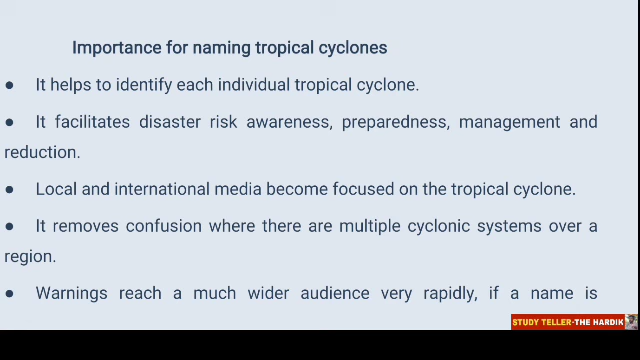 Importance for naming tropical cyclones
● It helps to identify each individual tropical cyclone.
● It facilitates disaster risk awareness, preparedness, management and
reduction.
● Local and international media become focused on the tropical cyclone.
● It removes confusion where there are multiple cyclonic systems over a
region.
● Warnings reach a much wider audience very rapidly, if a name is
STUDY TELLER-THE HARDIK